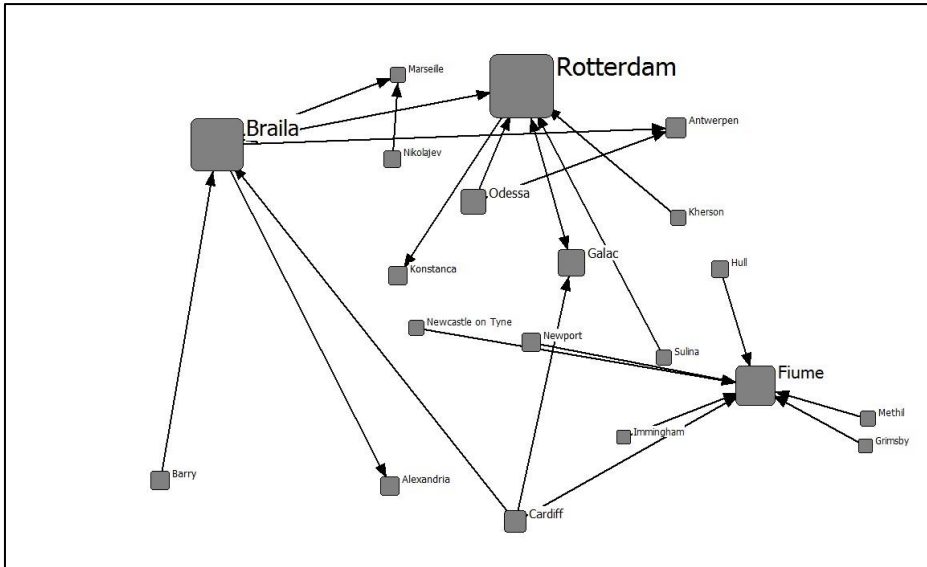 Marseille
Rotterdam
Braila
Antwerpen
Nikolajev
Odessa
Kherson
Galac
Konstanca
Hull
Newcastle on Tyne
Newport
Sulina
Fiume
Methil
Immingham
Grimsby
Barry
Alexandria
Cardiff